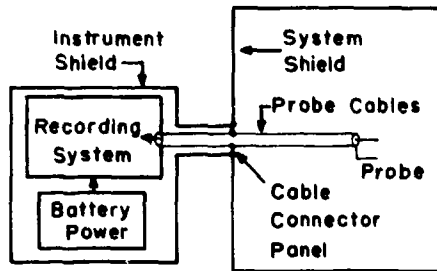 Instrument
Shield
System
Shield
Probe Cables
Recording
System
Probe
Battery
Power
Cable
Connector
Panel